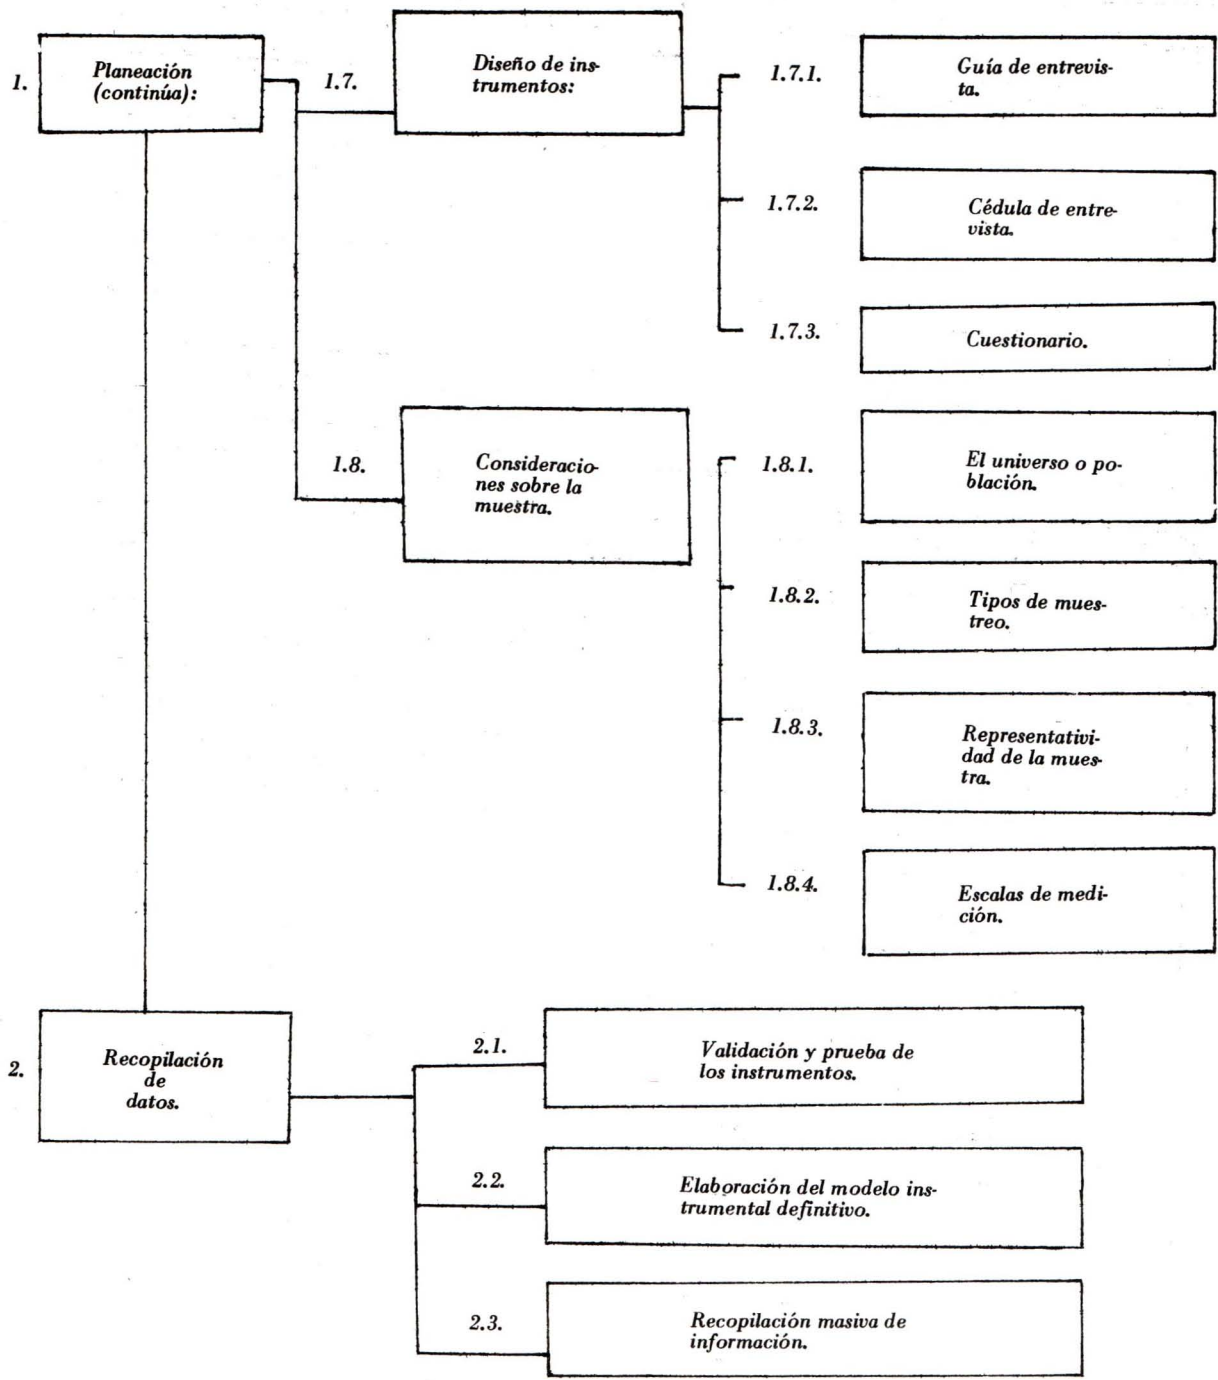 1.
Planeación
(continúa):
1.7.
Diseño de ins-
trumentos:
1.7.1.
Guía de entrevis-
ta.
1.7.2.
Cédula de entre-
vista.
1.7.3.
Cuestionario.
1.8.
Consideracio-
nes sobre la
muestra.
1.8.1.
El universo o po-
blación.
1.8.2.
Tipos de mues-
treo.
1.8.3.
Representativi-
dad de la mues-
tra.
1.8.4.
Escalas de medi-
ción.
2.
Recopilación
de
datos.
2.1.
Validación y prueba de
los instrumentos.
2.2.
Elaboración del modelo ins-
trumental definitivo.
2.3.
Recopilación masiva de
información.